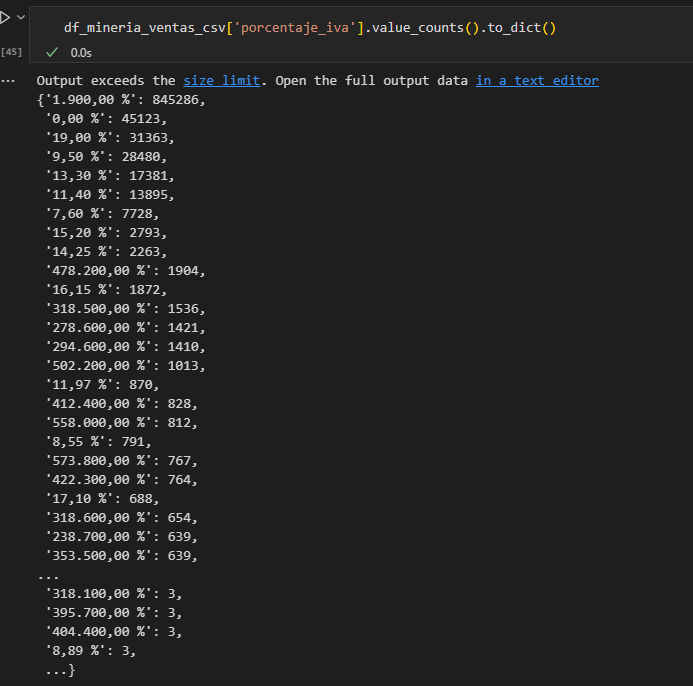 df_mineria_ventas_csv['porcentaje_iva'].value_counts().to_dict()
[45] 0.0s
... Output exceeds the size limit. Open the full output data in a text editor
{'1.900,00 %': 845286,
'0,00 %': 45123,
'19,00 %': 31363,
'9,50 %': 28480,
'13,30 %': 17381,
'11,40 %': 13895,
'7,60 %': 7728,
'15,20 %': 2793,
'14,25 %': 2263,
'478.200,00 %': 1904,
'16,15 %': 1872,
'318.500,00 %': 1536,
'278.600,00 %': 1421,
'294.600,00 %': 1410,
'502.200,00 %': 1013,
'11,97 %': 870,
'412.400,00 %': 828,
'558.000,00 %': 812,
'8,55 %': 791,
'573.800,00 %': 767,
'422.300,00 %': 764,
'17,10 %': 688,
'318.600,00 %': 654,
'238.700,00 %': 639,
'353.500,00 %': 639,
...
'318.100,00 %': 3,
'395.700,00 %': 3,
'404.400,00 %': 3,
'8,89 %': 3,
...}